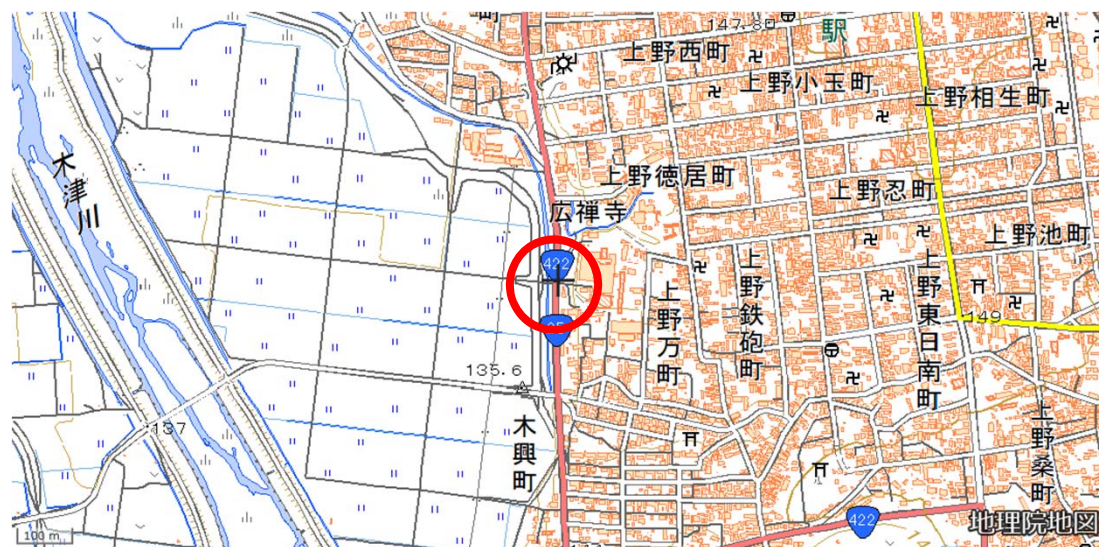 147.80
駅
上野西町
上野小玉町
上野相生町
木津川
上野徳居町
広禅寺
上野忍町
上野池町
422
上野万町
上野鉄砲町
上野東日南町
149
135.6
137
木興町
上野桑町
422
100 m
地理院地図